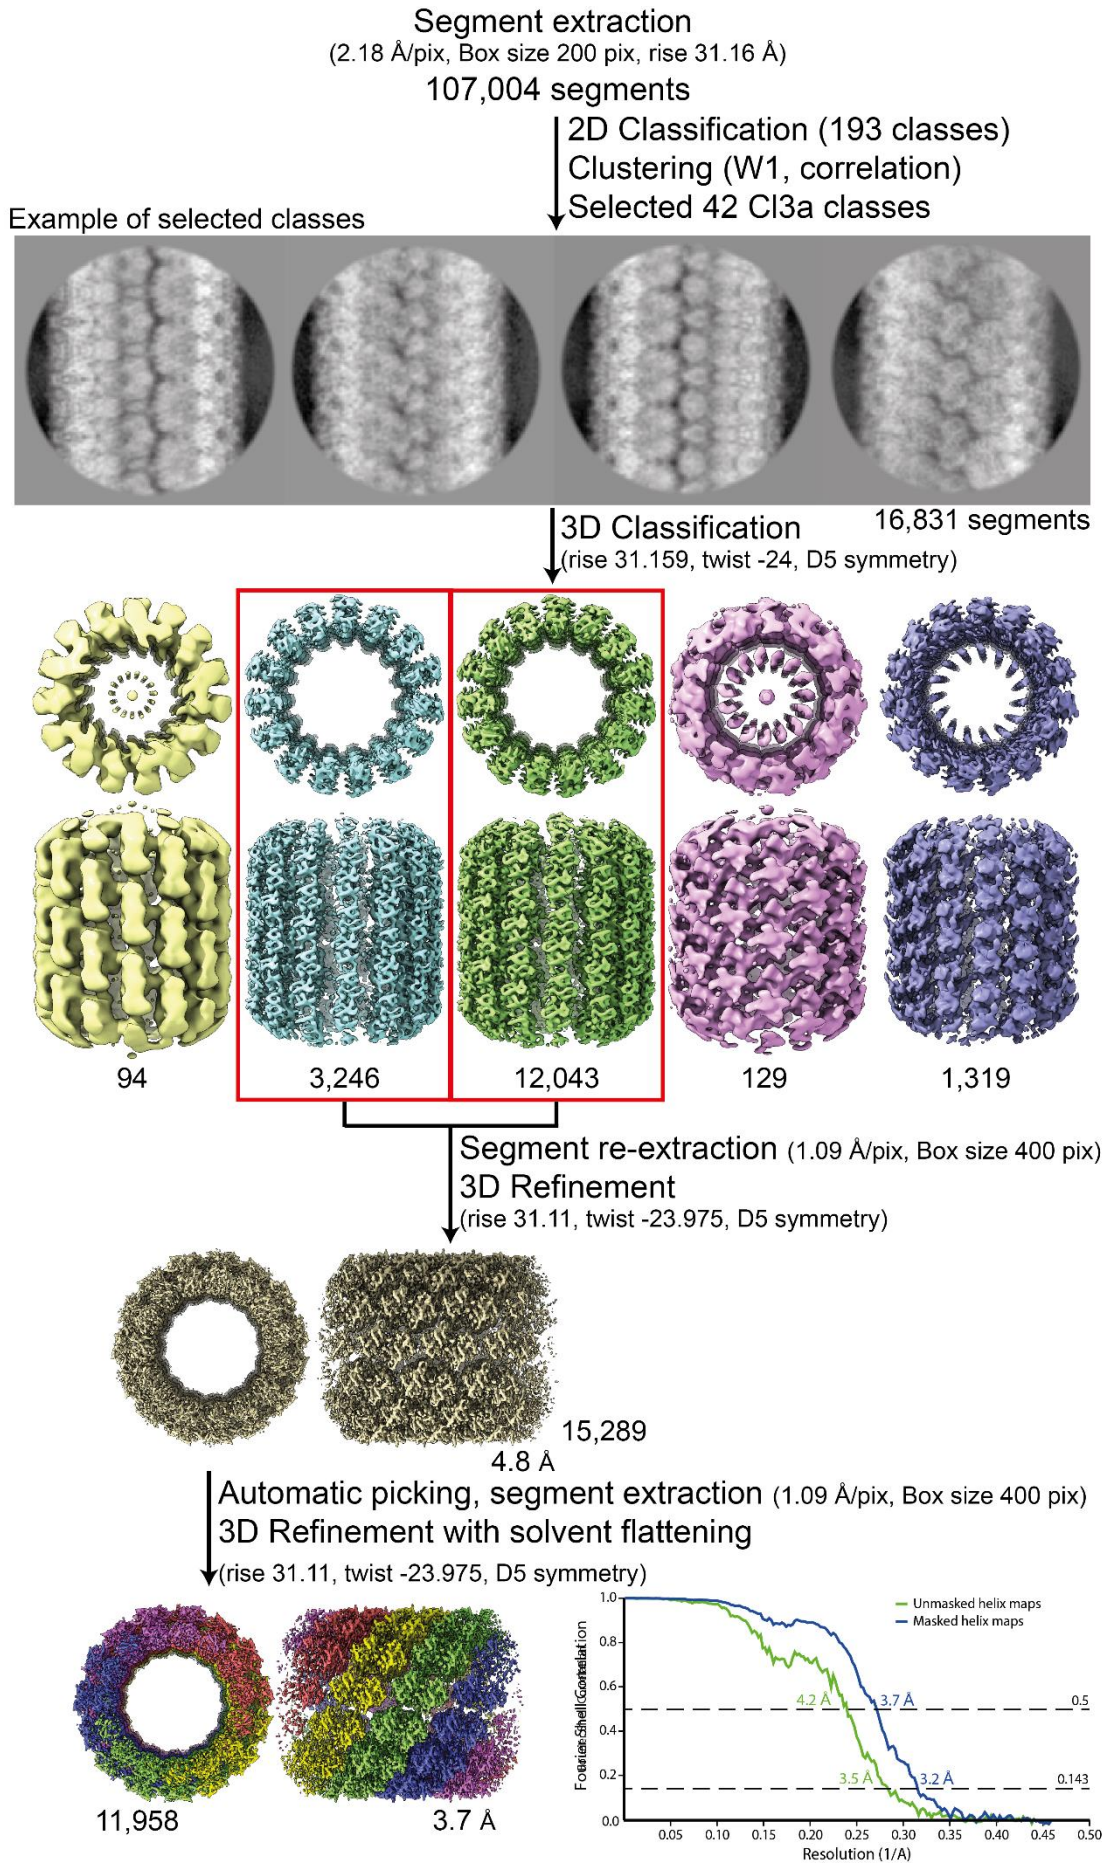 Segment extraction
(2.18 Å/pix, Box size 200 pix, rise 31.16 Å)
107,004 segments
2D Classification (193 classes)
Clustering (W1, correlation)
Selected 42 Cl3a classes
Example of selected classes
16,831 segments
3D Classification
(rise 31.159, twist -24, D5 symmetry)
94
3,246
12,043
129
1,319
Segment re-extraction (1.09 Å/pix, Box size 400 pix)
3D Refinement
(rise 31.11, twist -23.975, D5 symmetry)
15,289
4.8 Å
Automatic picking, segment extraction (1.09 Å/pix, Box size 400 pix)
3D Refinement with solvent flattening
(rise 31.11, twist -23.975, D5 symmetry)
11,958
3.7 Å
Unmasked helix maps
Masked helix maps
1.0
0.8
0.6
0.4
0.2
0.0
Fourier Shell Correlation
4.2 Å
3.7 Å
0.5
3.5 Å
3.2 Å
0.143
0.05
0.10
0.15
0.20
0.25
0.30
0.35
0.40
0.45
0.50
Resolution (1/A)